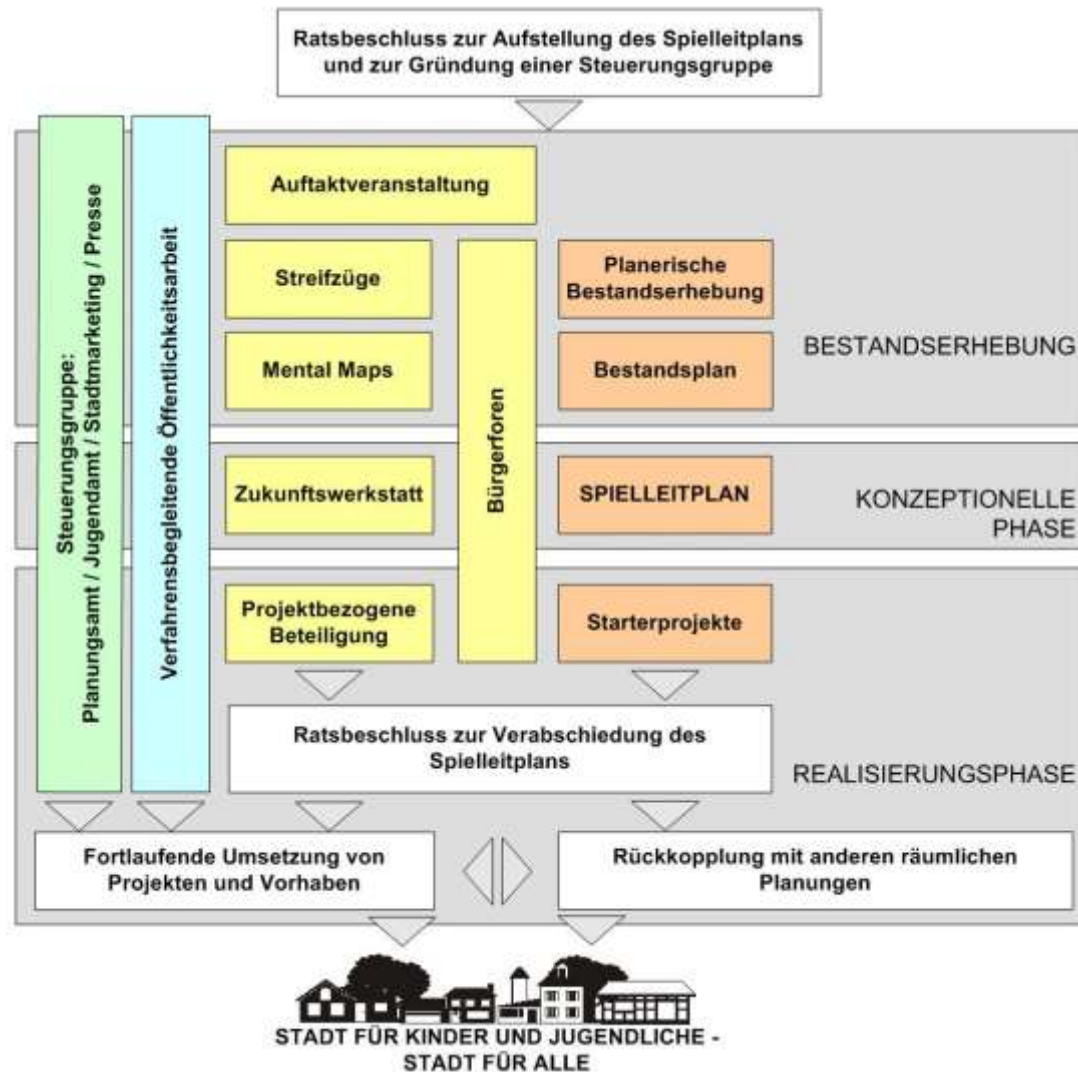 Ratsbeschluss zur Aufstellung des Spielleitplans
und zur Gründung einer Steuerungsgruppe
Steuerungsgruppe:
Planungsamt / Jugendamt / Stadtmarketing / Presse
Verfahrensbegleitende Öffentlichkeitsarbeit
Auftaktveranstaltung
Streifzüge
Mental Maps
Bürgerforen
Planerische
Bestandserhebung
Bestandsplan
BESTANDSERHEBUNG
Zukunftswerkstatt
SPIELLEITPLAN
KONZEPTIONELLE
PHASE
Projektbezogene
Beteiligung
Starterprojekte
Ratsbeschluss zur Verabschiedung des
Spielleitplans
REALISIERUNGSPHASE
Fortlaufende Umsetzung von
Projekten und Vorhaben
Rückkopplung mit anderen räumlichen
Planungen
STADT FÜR KINDER UND JUGENDLICHE -
STADT FÜR ALLE